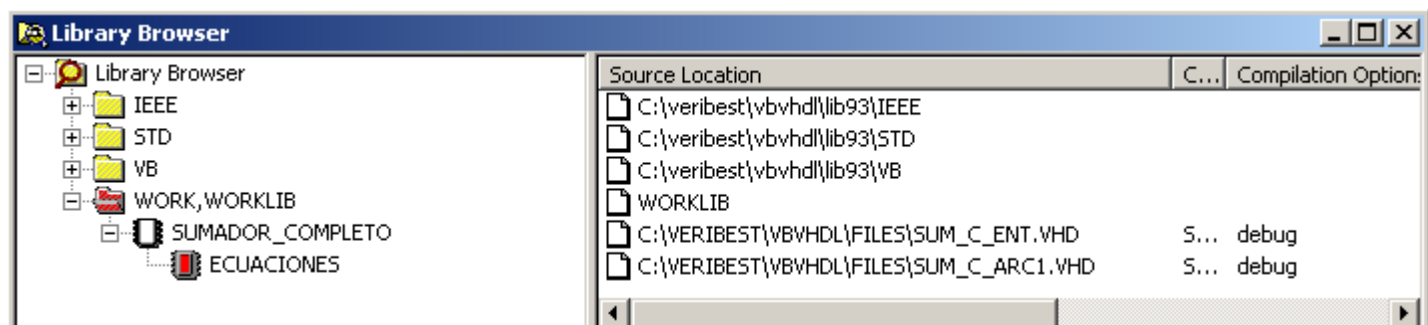 Library Browser
Library Browser
IEEE
STD
VB
WORK,WORKLIB
SUMADOR_COMPLETO
ECUACIONES
Source Location C... Compilation Option
C:\veribest\vbvhdl\lib93\IEEE
C:\veribest\vbvhdl\lib93\STD
C:\veribest\vbvhdl\lib93\VB
WORKLIB
C:\VERIBEST\VBVHDL\FILES\SUM_C_ENT.VHD S... debug
C:\VERIBEST\VBVHDL\FILES\SUM_C_ARC1.VHD S... debug